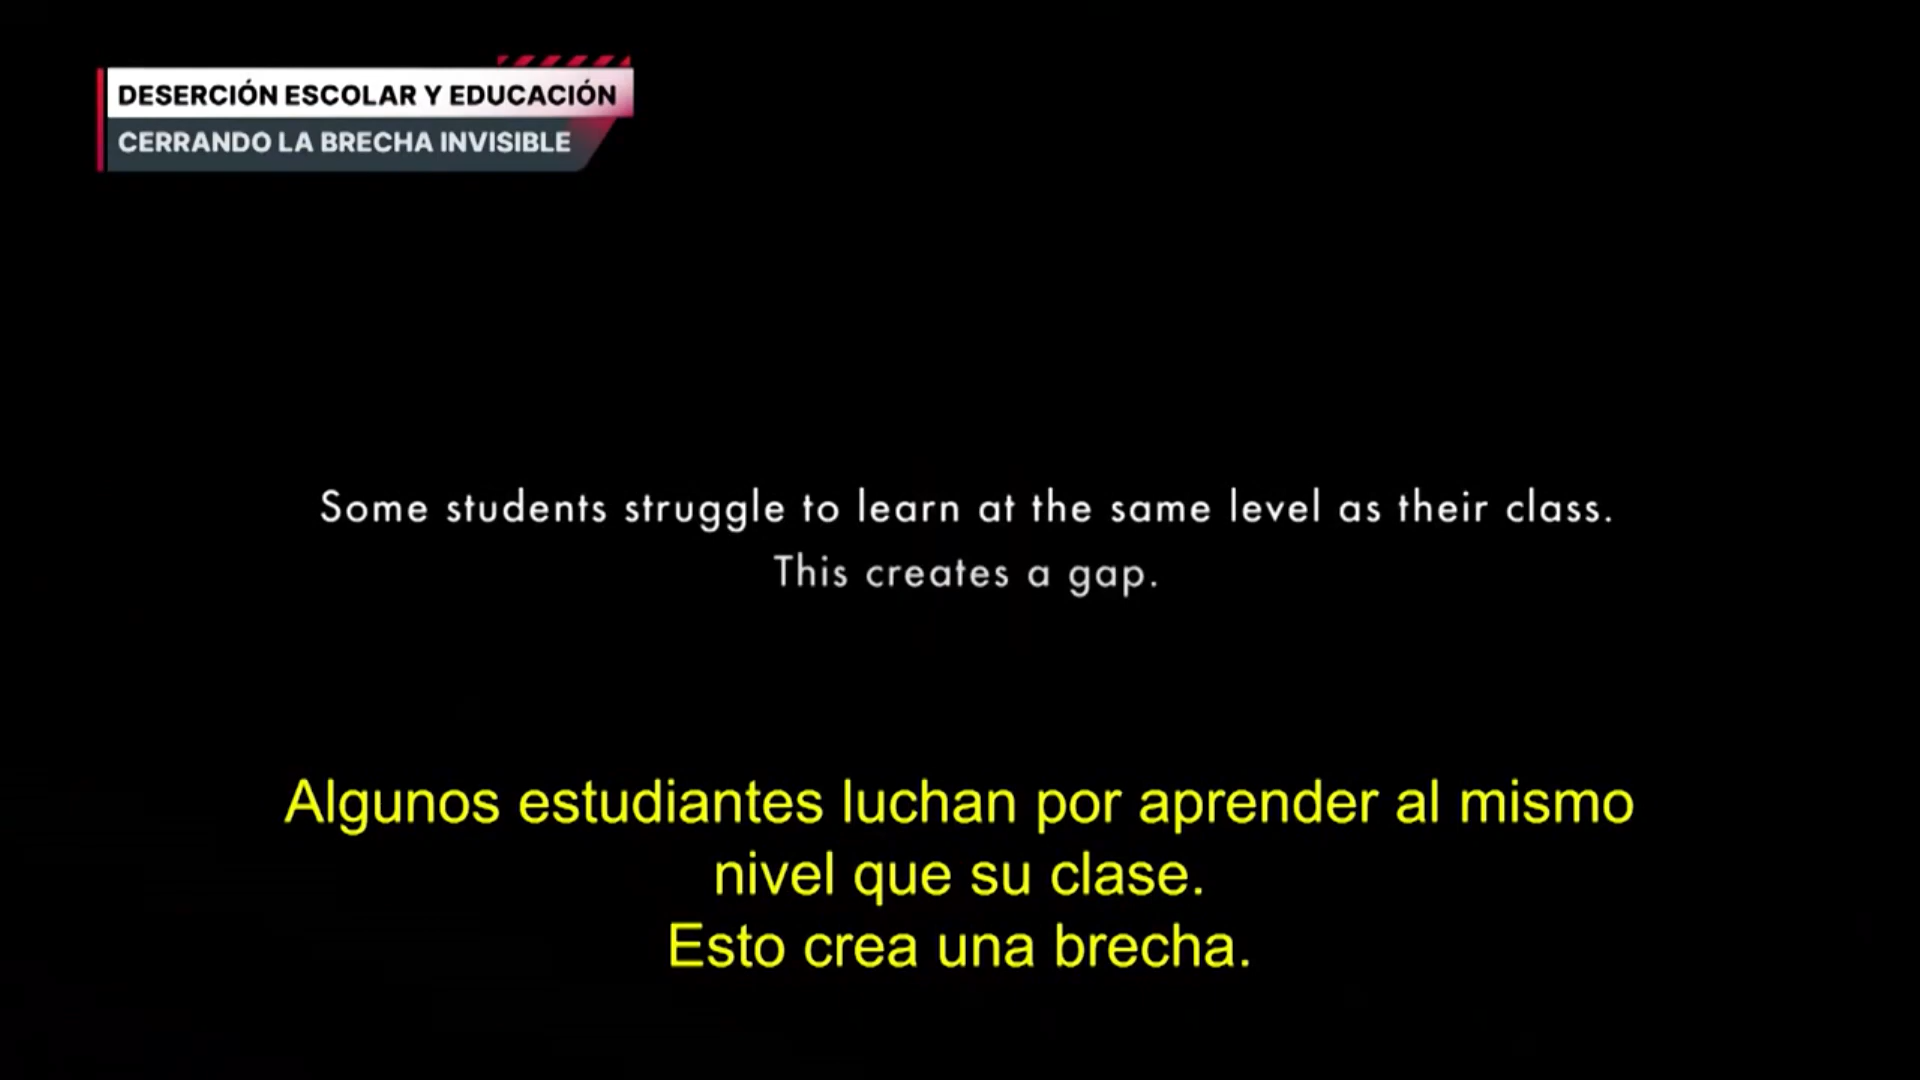 DESERCIÓN ESCOLAR Y EDUCACIÓN
CERRANDO LA BRECHA INVISIBLE
Some students struggle to learn at the same level as their class.
This creates a gap.
Algunos estudiantes luchan por aprender al mismo
nivel que su clase.
Esto crea una brecha.